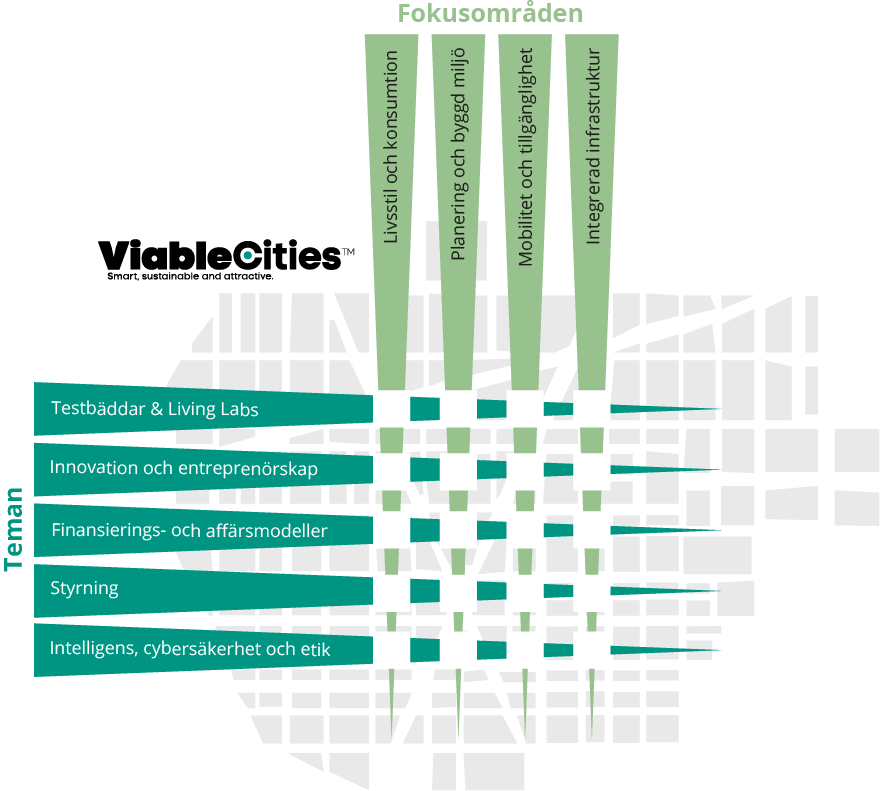 Fokusområden
Livsstil och konsumtion
Planering och byggd miljö
Mobilitet och tillgänglighet
Integrerad infrastruktur
ViableCities™
Smart, sustainable and attractive.
Teman
Testbäddar & Living Labs
Innovation och entreprenörskap
Finansierings- och affärsmodeller
Styrning
Intelligens, cybersäkerhet och etik